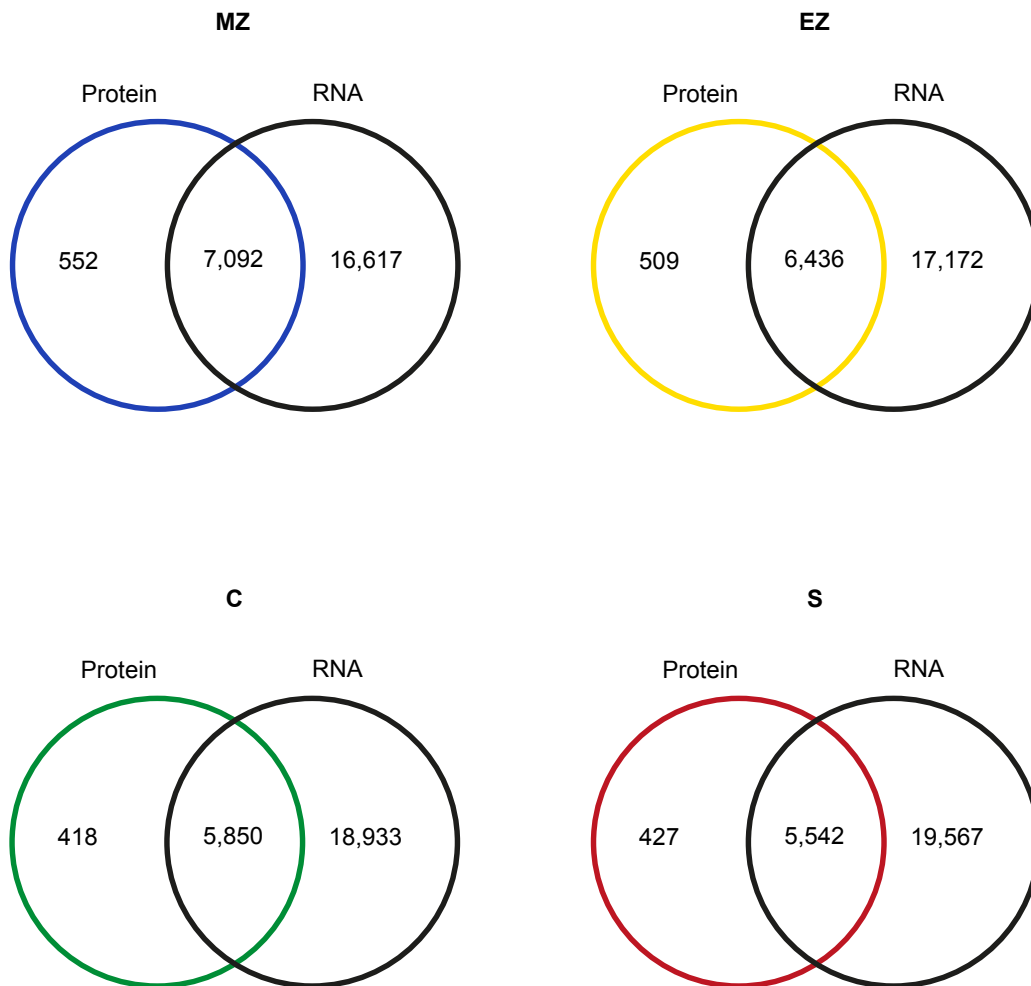 MZ
EZ
Protein
RNA
Protein
RNA
552
7,092
16,617
509
6,436
17,172
C
S
Protein
RNA
Protein
RNA
418
5,850
18,933
427
5,542
19,567